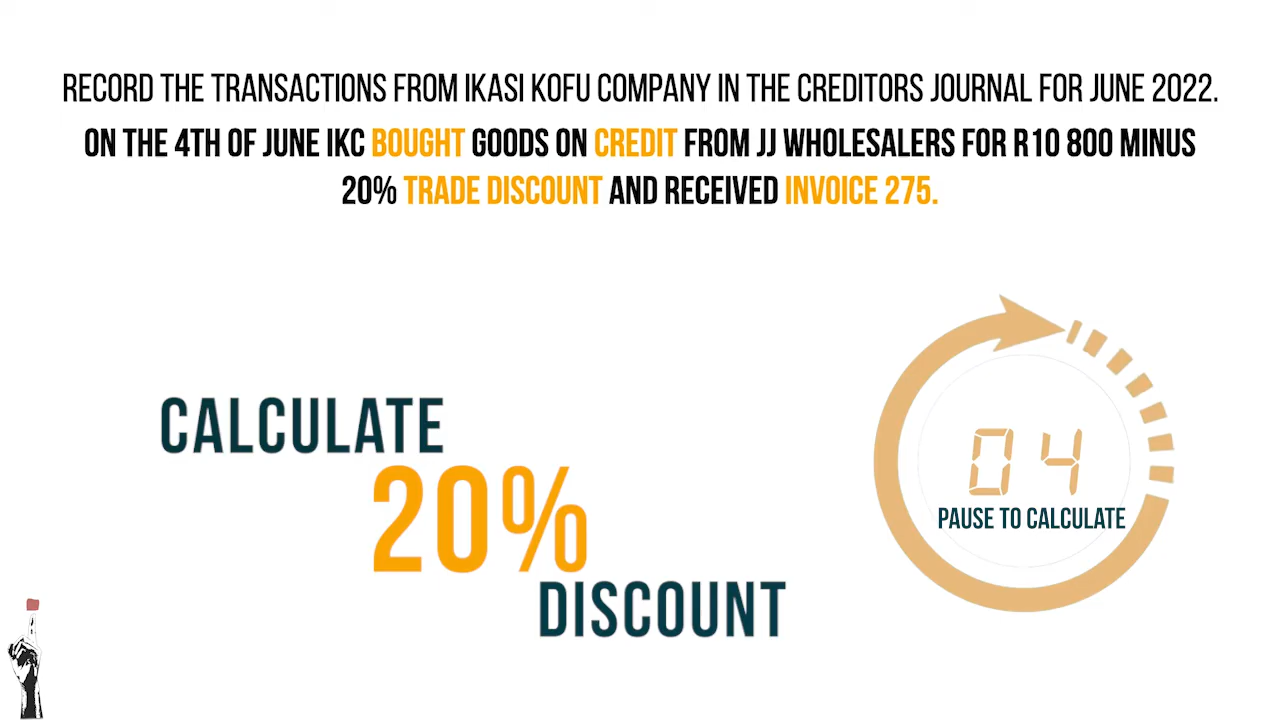 RECORD THE TRANSACTIONS FROM IKASI KOFU COMPANY IN THE CREDITORS JOURNAL FOR JUNE 2022.
ON THE 4TH OF JUNE IKC BOUGHT GOODS ON CREDIT FROM JJ WHOLESALERS FOR R10 800 MINUS
20% TRADE DISCOUNT AND RECEIVED INVOICE 275.
CALCULATE
20%
DISCOUNT
04
PAUSE TO CALCULATE